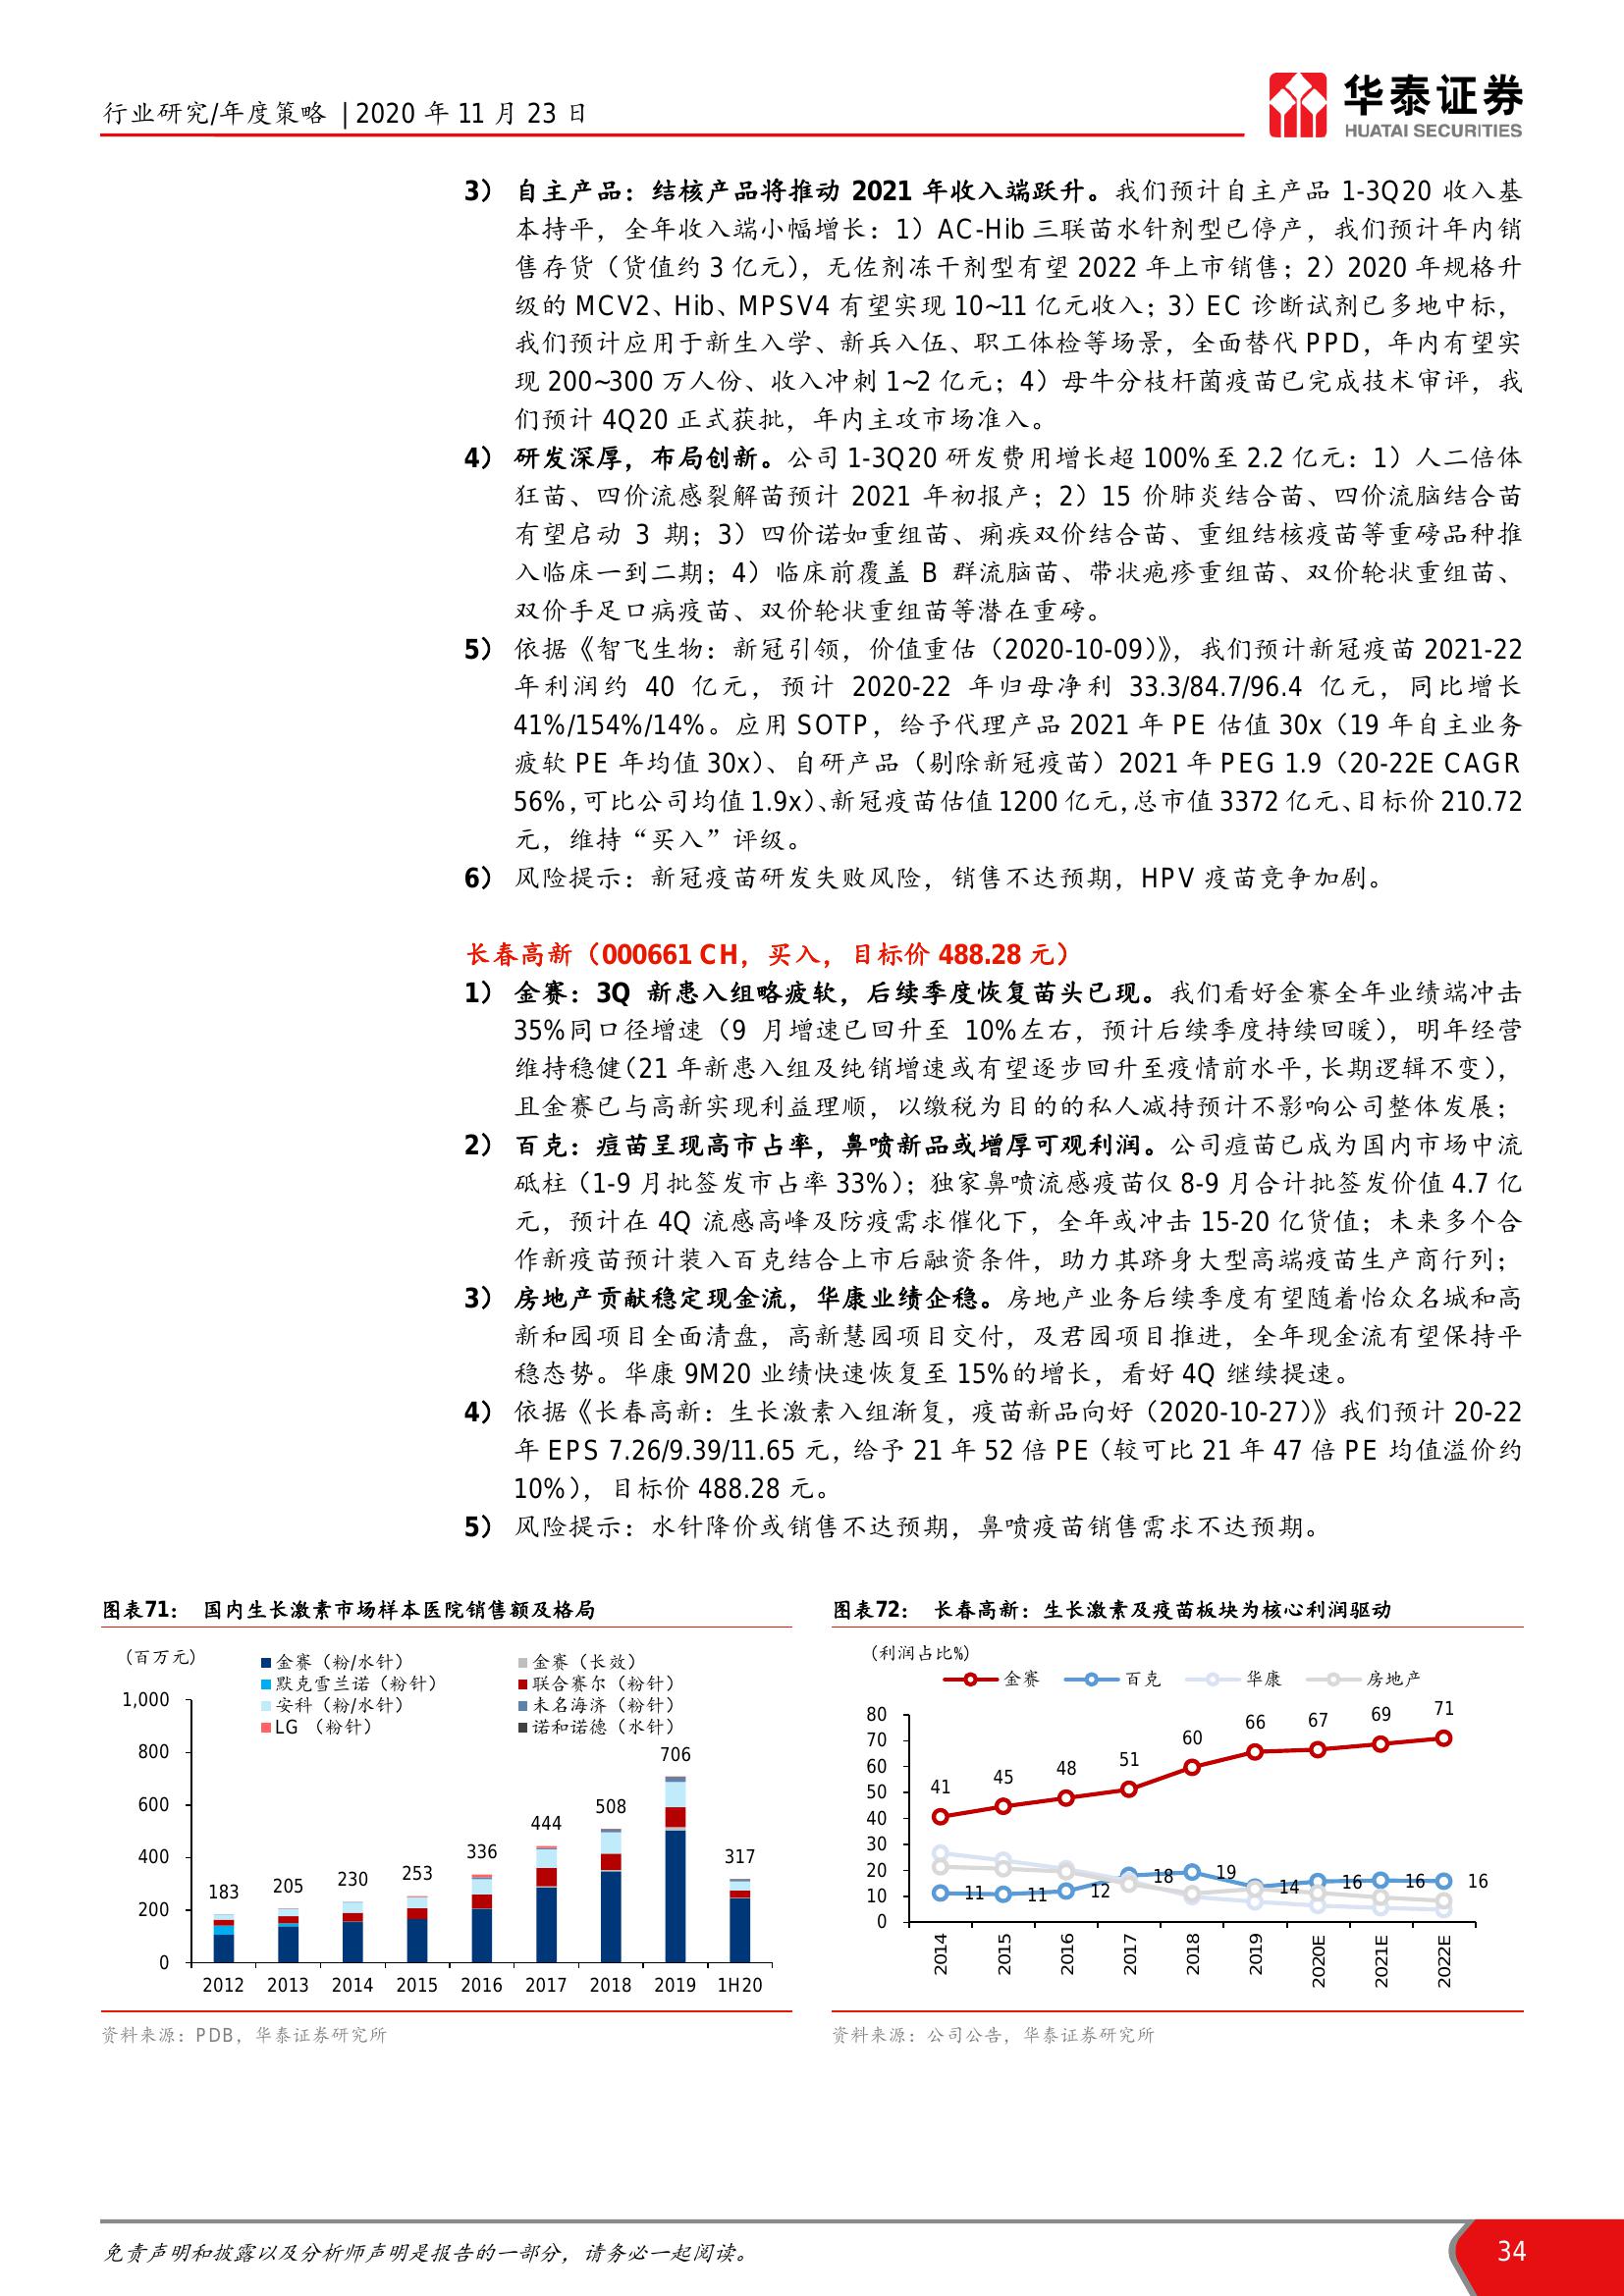 行业研究/年度策略 | 2020 年 11 月 23 日
华泰证券
HUATAI SECURITIES
3） 自主产品：结核产品将推动 2021 年收入端跃升。我们预计自主产品 1-3Q20 收入基
本持平，全年收入端小幅增长：1）AC-Hib 三联苗水针剂型已停产，我们预计年内销
售存货（货值约 3 亿元），无佐剂冻干剂型有望 2022 年上市销售；2）2020 年规格升
级的 MCV2、Hib、MPSV4 有望实现 10~11 亿元收入；3）EC 诊断试剂已多地中标，
我们预计应用于新生入学、新兵入伍、职工体检等场景，全面替代 PPD，年内有望实
现 200~300 万人份、收入冲刺 1~2 亿元；4）母牛分枝杆菌疫苗已完成技术审评，我
们预计 4Q20 正式获批，年内主攻市场准入。
4） 研发深厚，布局创新。公司 1-3Q20 研发费用增长超 100%至 2.2 亿元：1）人二倍体
狂苗、四价流感裂解苗预计 2021 年初报产；2）15 价肺炎结合苗、四价流脑结合苗
有望启动 3 期；3）四价诺如重组苗、痢疾双价结合苗、重组结核疫苗等重磅品种推
入临床一到二期；4）临床前覆盖 B 群流脑苗、带状疱疹重组苗、双价轮状重组苗、
双价手足口病疫苗、双价轮状重组苗等潜在重磅。
5） 依据《智飞生物：新冠引领，价值重估（2020-10-09）》，我们预计新冠疫苗 2021-22
年利润约 40 亿元，预计 2020-22 年归母净利 33.3/84.7/96.4 亿元，同比增长
41%/154%/14%。应用 SOTP，给予代理产品 2021 年 PE 估值 30x（19 年自主业务
疲软 PE 年均值 30x）、自研产品（剔除新冠疫苗）2021 年 PEG 1.9（20-22E CAGR
56%，可比公司均值 1.9x）、新冠疫苗估值 1200 亿元，总市值 3372 亿元、目标价 210.72
元，维持“买入”评级。
6） 风险提示：新冠疫苗研发失败风险，销售不达预期，HPV 疫苗竞争加剧。
长春高新（000661 CH，买入，目标价 488.28 元）
1） 金赛：3Q 新患入组略疲软，后续季度恢复苗头已现。我们看好金赛全年业绩端冲击
35%同口径增速（9 月增速已回升至 10%左右，预计后续季度持续回暖），明年经营
维持稳健（21 年新患入组及纯销增速或有望逐步回升至疫情前水平，长期逻辑不变），
且金赛已与高新实现利益理顺，以缴税为目的的私人减持预计不影响公司整体发展；
2） 百克：痘苗呈现高市占率，鼻喷新品或增厚可观利润。公司痘苗已成为国内市场中流
砥柱（1-9 月批签发市占率 33%）；独家鼻喷流感疫苗仅 8-9 月合计批签发价值 4.7 亿
元，预计在 4Q 流感高峰及防疫需求催化下，全年或冲击 15-20 亿货值；未来多个合
作新疫苗预计装入百克结合上市后融资条件，助力其跻身大型高端疫苗生产商行列；
3） 房地产贡献稳定现金流，华康业绩企稳。房地产业务后续季度有望随着怡众名城和高
新和园项目全面清盘，高新慧园项目交付，及君园项目推进，全年现金流有望保持平
稳态势。华康 9M20 业绩快速恢复至 15%的增长，看好 4Q 继续提速。
4） 依据《长春高新：生长激素入组渐复，疫苗新品向好（2020-10-27）》我们预计 20-22
年 EPS 7.26/9.39/11.65 元，给予 21 年 52 倍 PE（较可比 21 年 47 倍 PE 均值溢价约
10%），目标价 488.28 元。
5） 风险提示：水针降价或销售不达预期，鼻喷疫苗销售需求不达预期。
图表71： 国内生长激素市场样本医院销售额及格局
（百万元）
金赛（粉/水针） 金赛（长效）
默克雪兰诺（粉针） 联合赛尔（粉针）
安科（粉/水针） 未名海济（粉针）
LG （粉针） 诺和诺德（水针）
1,000
800
600
400
200
0
183 205 230 253 336 444 508 706 317
2012 2013 2014 2015 2016 2017 2018 2019 1H20
资料来源：PDB，华泰证券研究所
图表72： 长春高新：生长激素及疫苗板块为核心利润驱动
（利润占比%）
金赛 百克 华康 房地产
80
70
60
50
40
30
20
10
0
41 45 48 51 60 66 67 69 71
11 11 12 18 19 14 16 16 16
2014 2015 2016 2017 2018 2019 2020E 2021E 2022E
资料来源：公司公告，华泰证券研究所
免责声明和披露以及分析师声明是报告的一部分，请务必一起阅读。
34